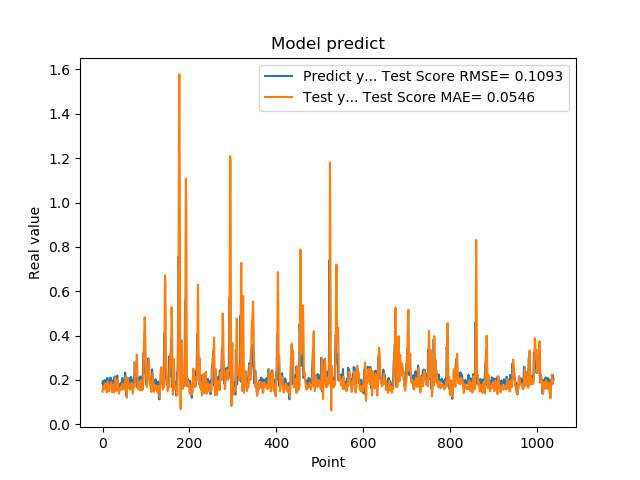 Model predict
Predict y... Test Score RMSE= 0.1093
Test y... Test Score MAE= 0.0546
1.6
1.4
1.2
1.0
0.8
0.6
0.4
0.2
0.0
Real value
0 200 400 600 800 1000
Point